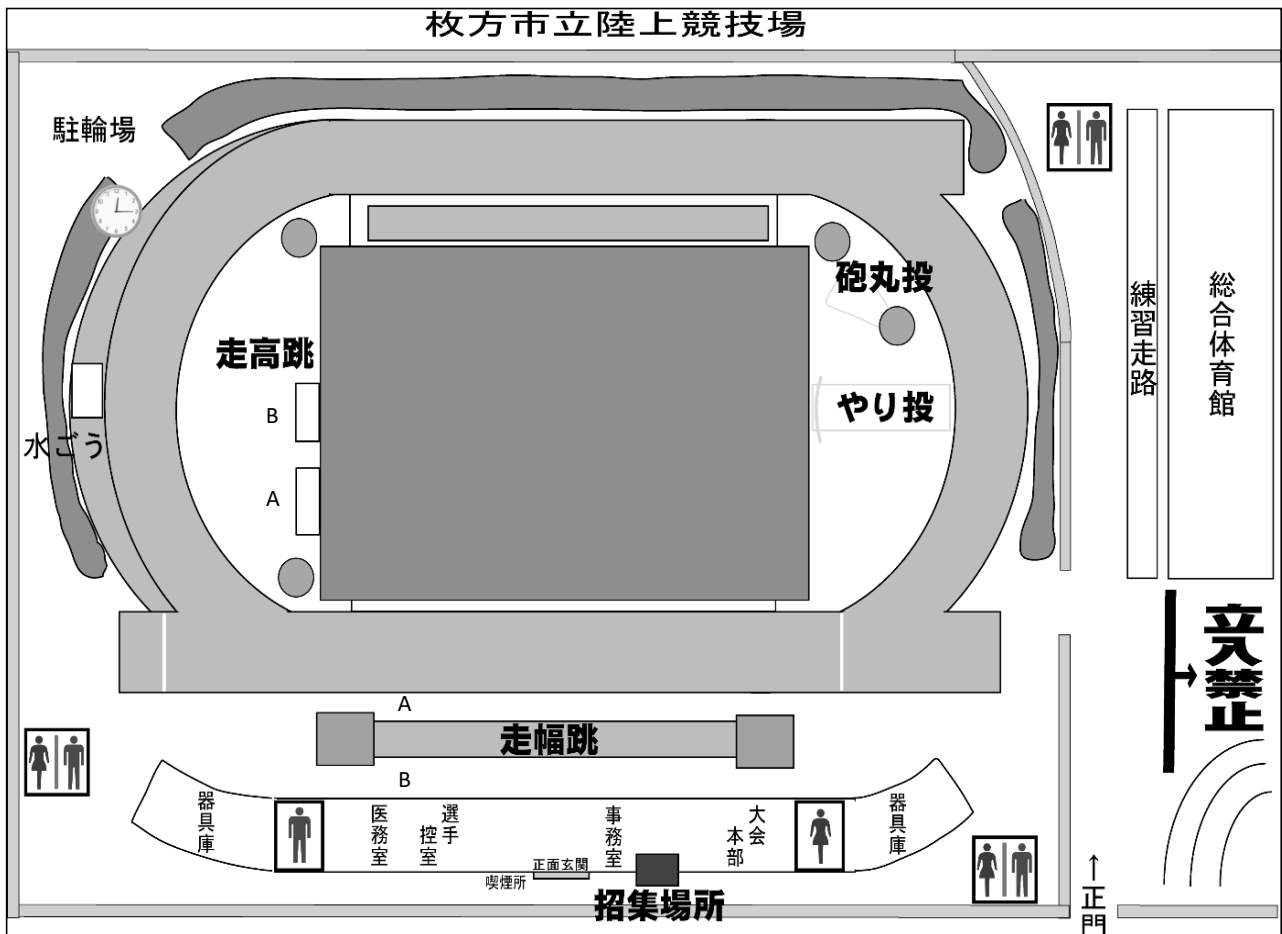 枚方市立陸上競技場
駐輪場
砲丸投
総合体育館
練習走路
走高跳
B
やり投
水ごう
A
立入禁止
A
走幅跳
B
器具庫
医務室
選手
控室
事務室
大会
本部
器具庫
正面玄関
喫煙所
招集場所
←正門